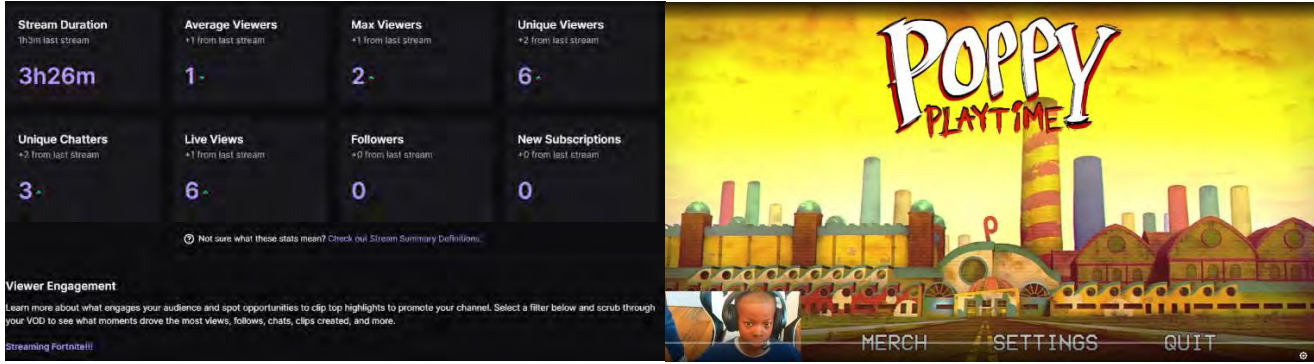 Stream Duration
1h3m last stream
3h26m
Average Viewers
+1 from last stream
1
Max Viewers
+1 from last stream
2
Unique Viewers
+2 from last stream
6
Unique Chatters
+2 from last stream
3
Live Views
+1 from last stream
6
Followers
+0 from last stream
0
New Subscriptions
+0 from last stream
0
Not sure what these stats mean? Check out Stream Summary Definitions.
Viewer Engagement
Learn more about what engages your audience and spot opportunities to clip top highlights to promote your channel. Select a filter below and scrub through
your VOD to see what moments drove the most views, follows, chats, clips created, and more.
Streaming Fortnite!!!
POPPY
PLAYTIME
P
MERCH
SETTINGS
QUIT